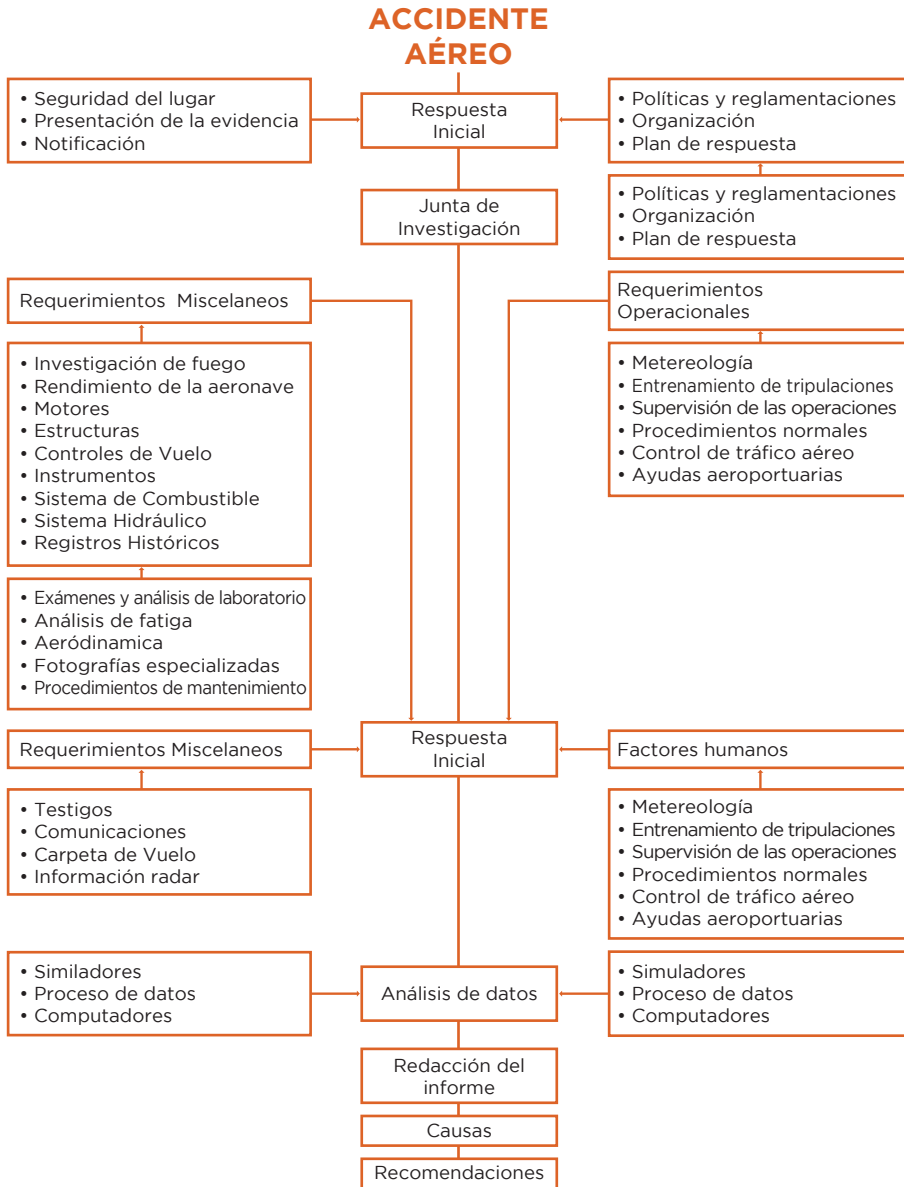 ACCIDENTE
AÉREO
• Seguridad del lugar
• Presentación de la evidencia
• Notificación
Respuesta
Inicial
• Políticas y reglamentaciones
• Organización
• Plan de respuesta
• Políticas y reglamentaciones
• Organización
• Plan de respuesta
Junta de
Investigación
Requerimientos Miscelaneos
Requerimientos
Operacionales
• Investigación de fuego
• Rendimiento de la aeronave
• Motores
• Estructuras
• Controles de Vuelo
• Instrumentos
• Sistema de Combustible
• Sistema Hidráulico
• Registros Históricos
• Metereología
• Entrenamiento de tripulaciones
• Supervisión de las operaciones
• Procedimientos normales
• Control de tráfico aéreo
• Ayudas aeroportuarias
• Exámenes y análisis de laboratorio
• Análisis de fatiga
• Aeródinamica
• Fotografías especializadas
• Procedimientos de mantenimiento
Requerimientos Miscelaneos
Respuesta
Inicial
Factores humanos
• Testigos
• Comunicaciones
• Carpeta de Vuelo
• Información radar
• Metereología
• Entrenamiento de tripulaciones
• Supervisión de las operaciones
• Procedimientos normales
• Control de tráfico aéreo
• Ayudas aeroportuarias
• Similadores
• Proceso de datos
• Computadores
Análisis de datos
• Simuladores
• Proceso de datos
• Computadores
Redacción del
informe
Causas
Recomendaciones